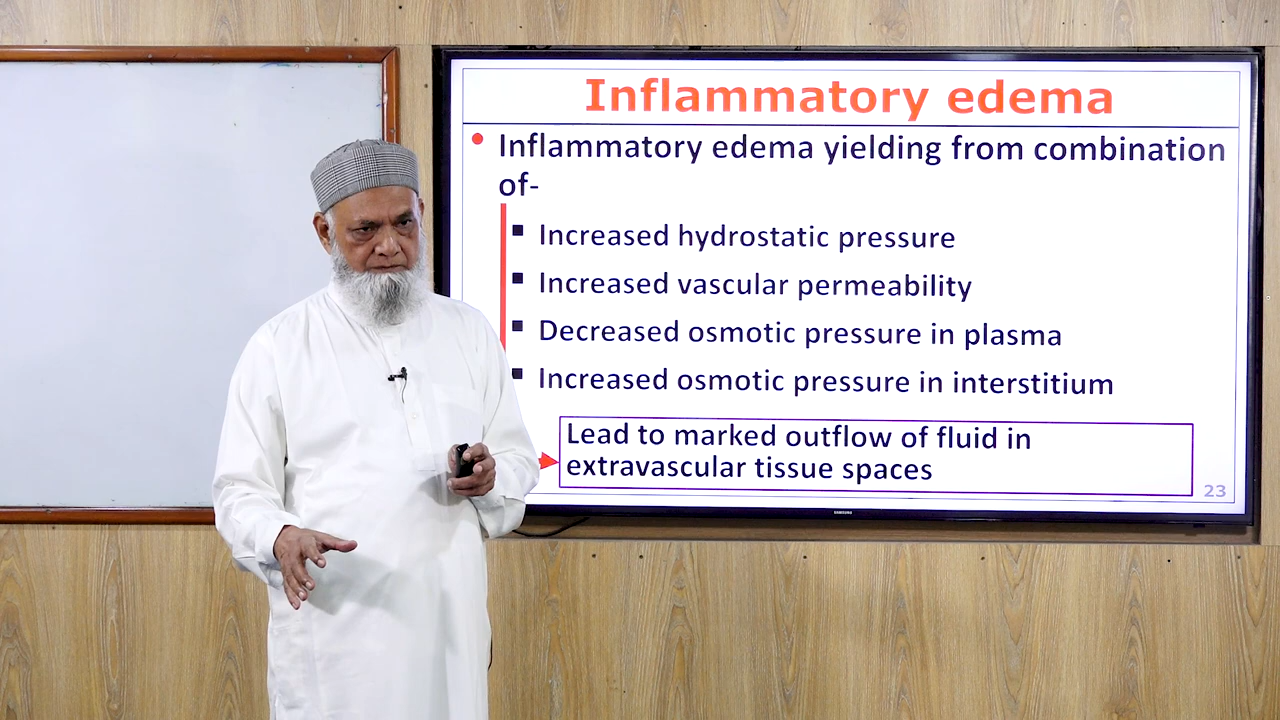 Inflammatory edema
• Inflammatory edema yielding from combination
of-
▪ Increased hydrostatic pressure
▪ Increased vascular permeability
▪ Decreased osmotic pressure in plasma
▪ Increased osmotic pressure in interstitium
Lead to marked outflow of fluid in
extravascular tissue spaces
23
SAMSUNG